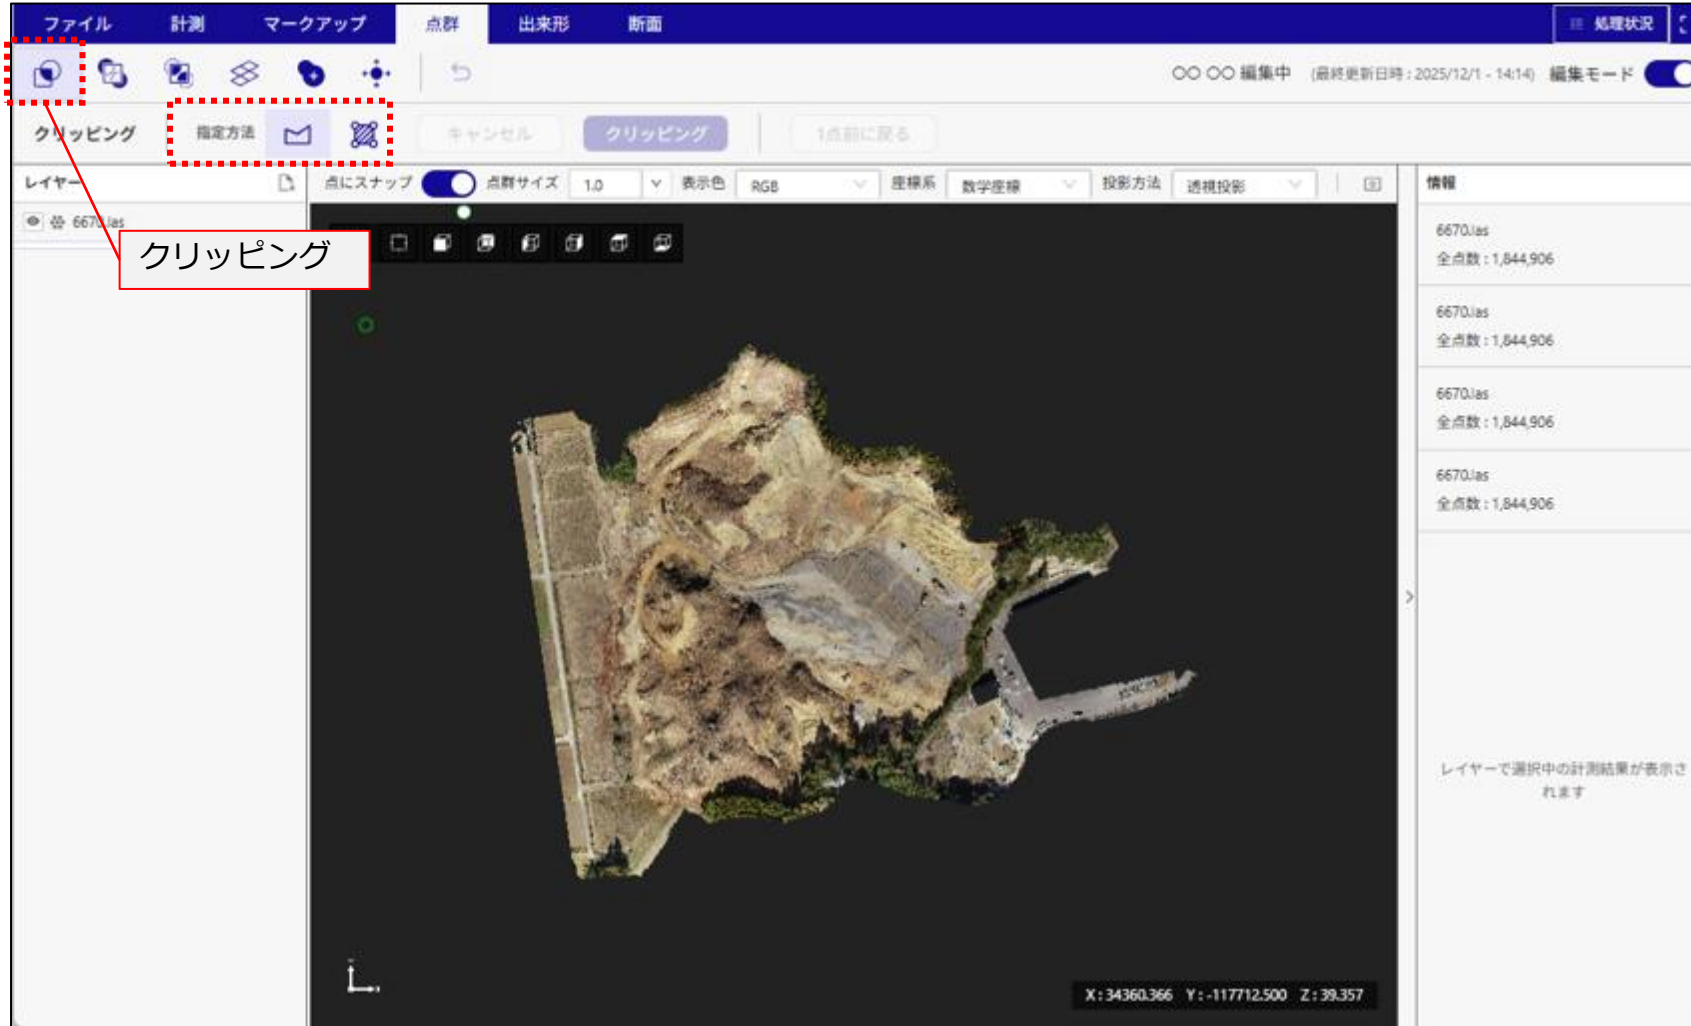 ファイル 計測 マークアップ 点群 出来形 断面 処理状況
〇〇 〇〇 編集中 (最終更新日時 : 2025/12/1 - 14:14) 編集モード
クリッピング 指定方法 キャンセル クリッピング 1点前に戻る
レイヤー 点にスナップ 点群サイズ 1.0 表示色 RGB 座標系 数学座標 投影方法 透視投影 情報
6670.las
クリッピング
6670.las
全点数 : 1,844,906
6670.las
全点数 : 1,844,906
6670.las
全点数 : 1,844,906
6670.las
全点数 : 1,844,906
レイヤーで選択中の計測結果が表示さ
れます
X : 34360.366 Y : -117712.500 Z : 39.357